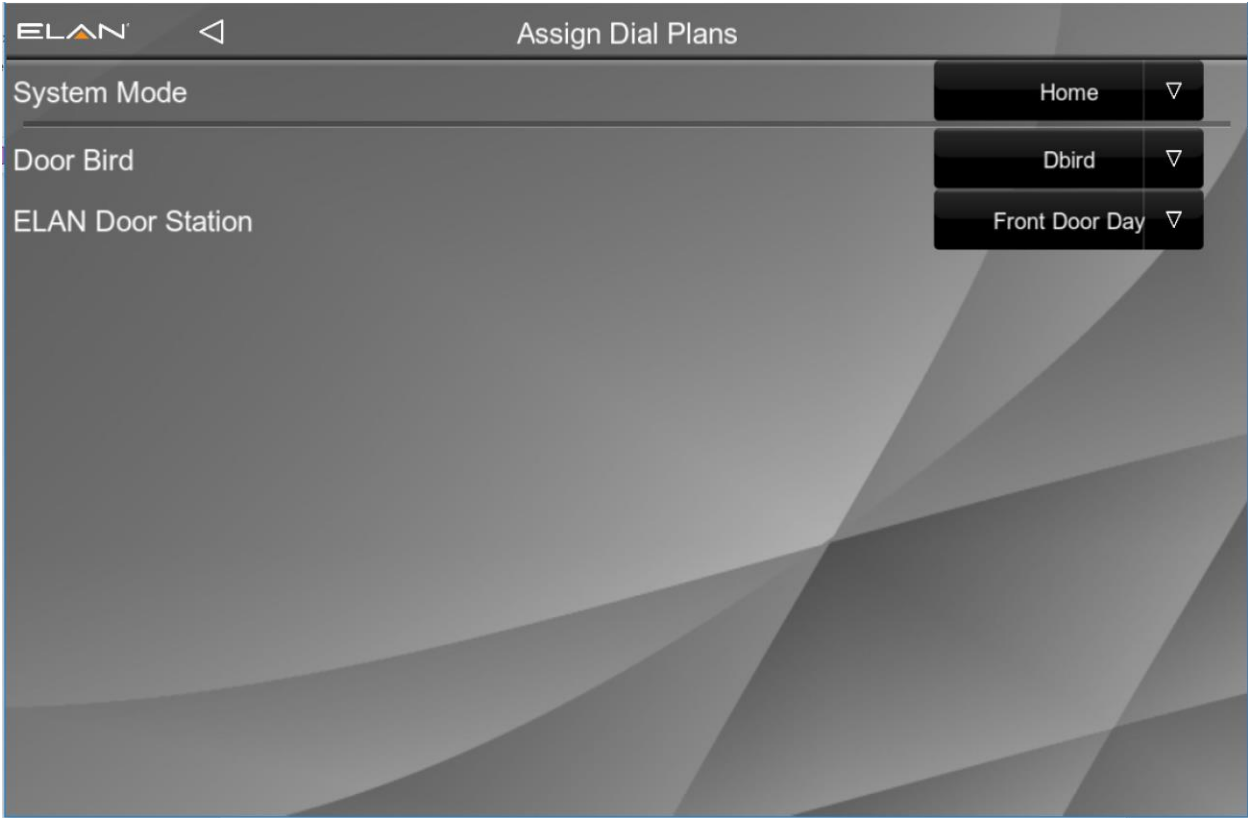 ELAN
Assign Dial Plans
System Mode Home
Door Bird Dbird
ELAN Door Station Front Door Day